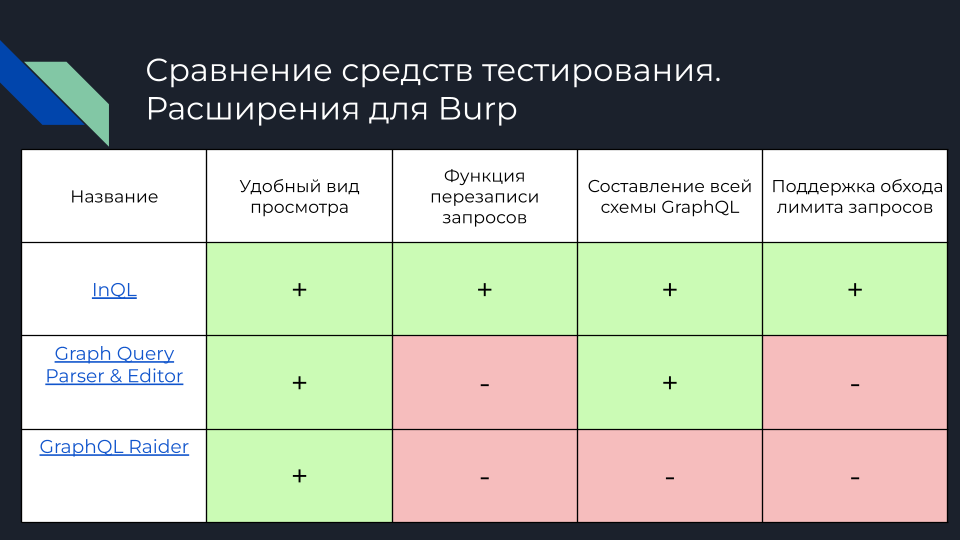 Сравнение средств тестирования.
Расширения для Burp
Название
Удобный вид
просмотра
Функция
перезаписи
запросов
Составление всей
схемы GraphQL
Поддержка обхода
лимита запросов
InQL
+
+
+
+
Graph Query
Parser & Editor
+
-
+
-
GraphQL Raider
+
-
-
-